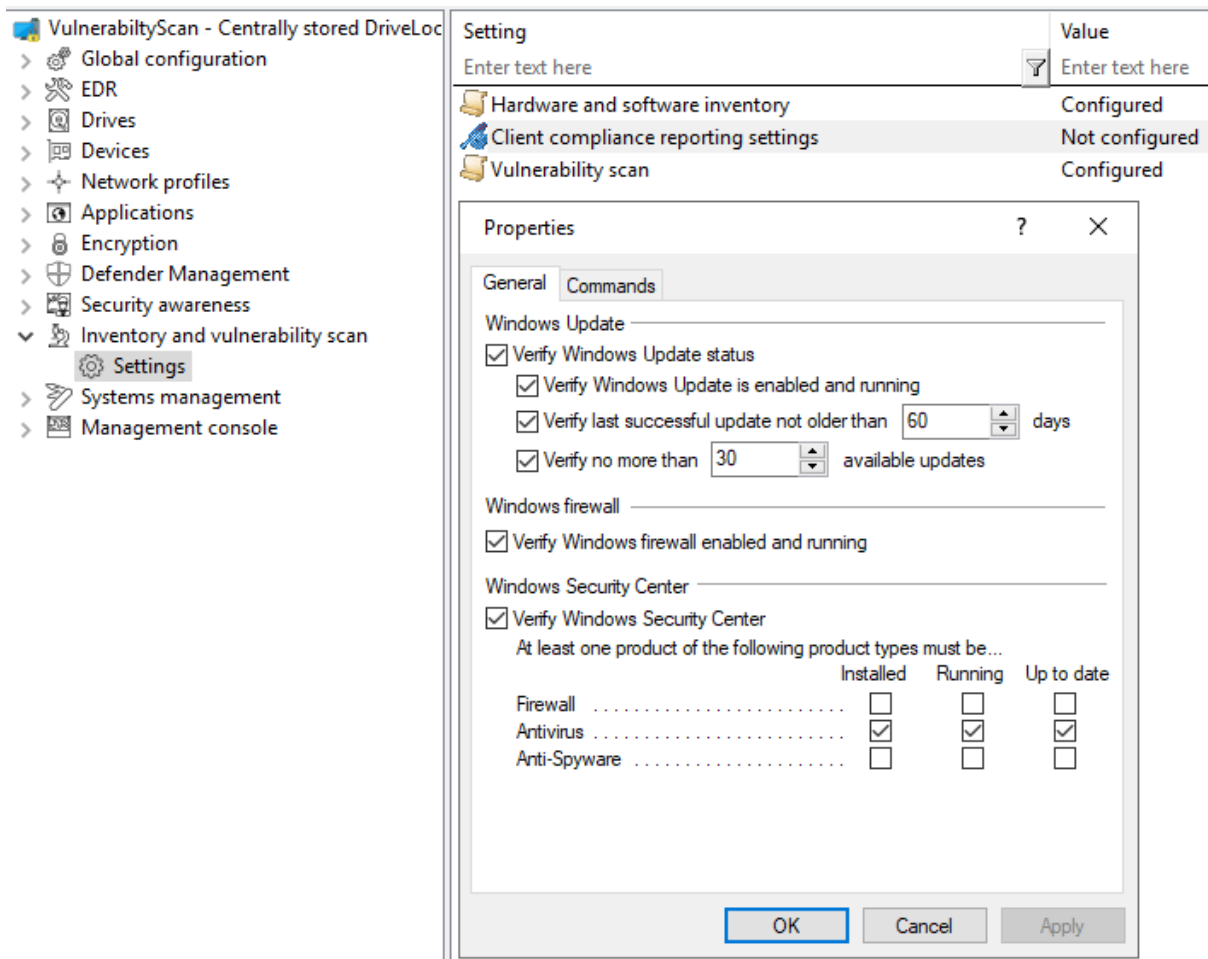 VulnerabiltyScan - Centrally stored DriveLoc
Global configuration
EDR
Drives
Devices
Network profiles
Applications
Encryption
Defender Management
Security awareness
Inventory and vulnerability scan
Settings
Systems management
Management console
Setting Value
Enter text here Enter text here
Hardware and software inventory Configured
Client compliance reporting settings Not configured
Vulnerability scan Configured
Properties ?
General Commands
Windows Update
Verify Windows Update status
Verify Windows Update is enabled and running
Verify last successful update not older than 60 days
Verify no more than 30 available updates
Windows firewall
Verify Windows firewall enabled and running
Windows Security Center
Verify Windows Security Center
At least one product of the following product types must be...
Installed Running Up to date
Firewall . . . . . . . . . . . . . . . . . . . . . . . . .
Antivirus . . . . . . . . . . . . . . . . . . . . . . . . .
Anti-Spyware . . . . . . . . . . . . . . . . . . . . .
OK Cancel Apply